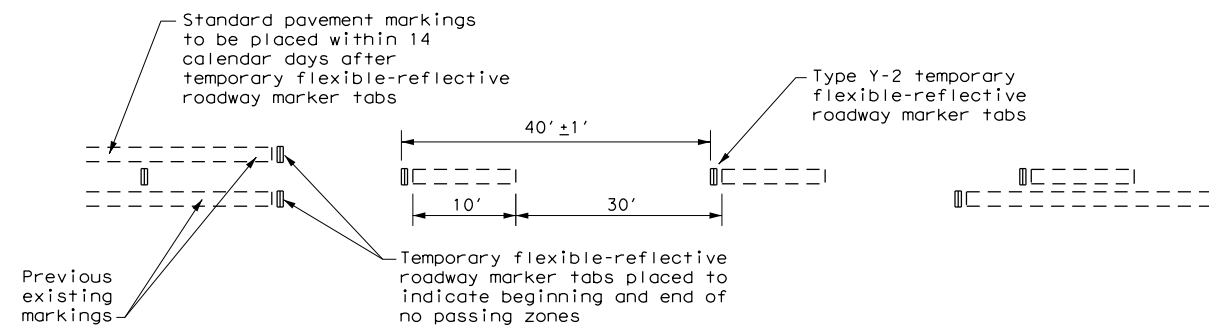 Standard pavement markings
to be placed within 14
calendar days after
temporary flexible-reflective
roadway marker tabs
Type Y-2 temporary
flexible-reflective
roadway marker tabs
40' ±1'
10'
30'
Previous
existing
markings
Temporary flexible-reflective
roadway marker tabs placed to
indicate beginning and end of
no passing zones